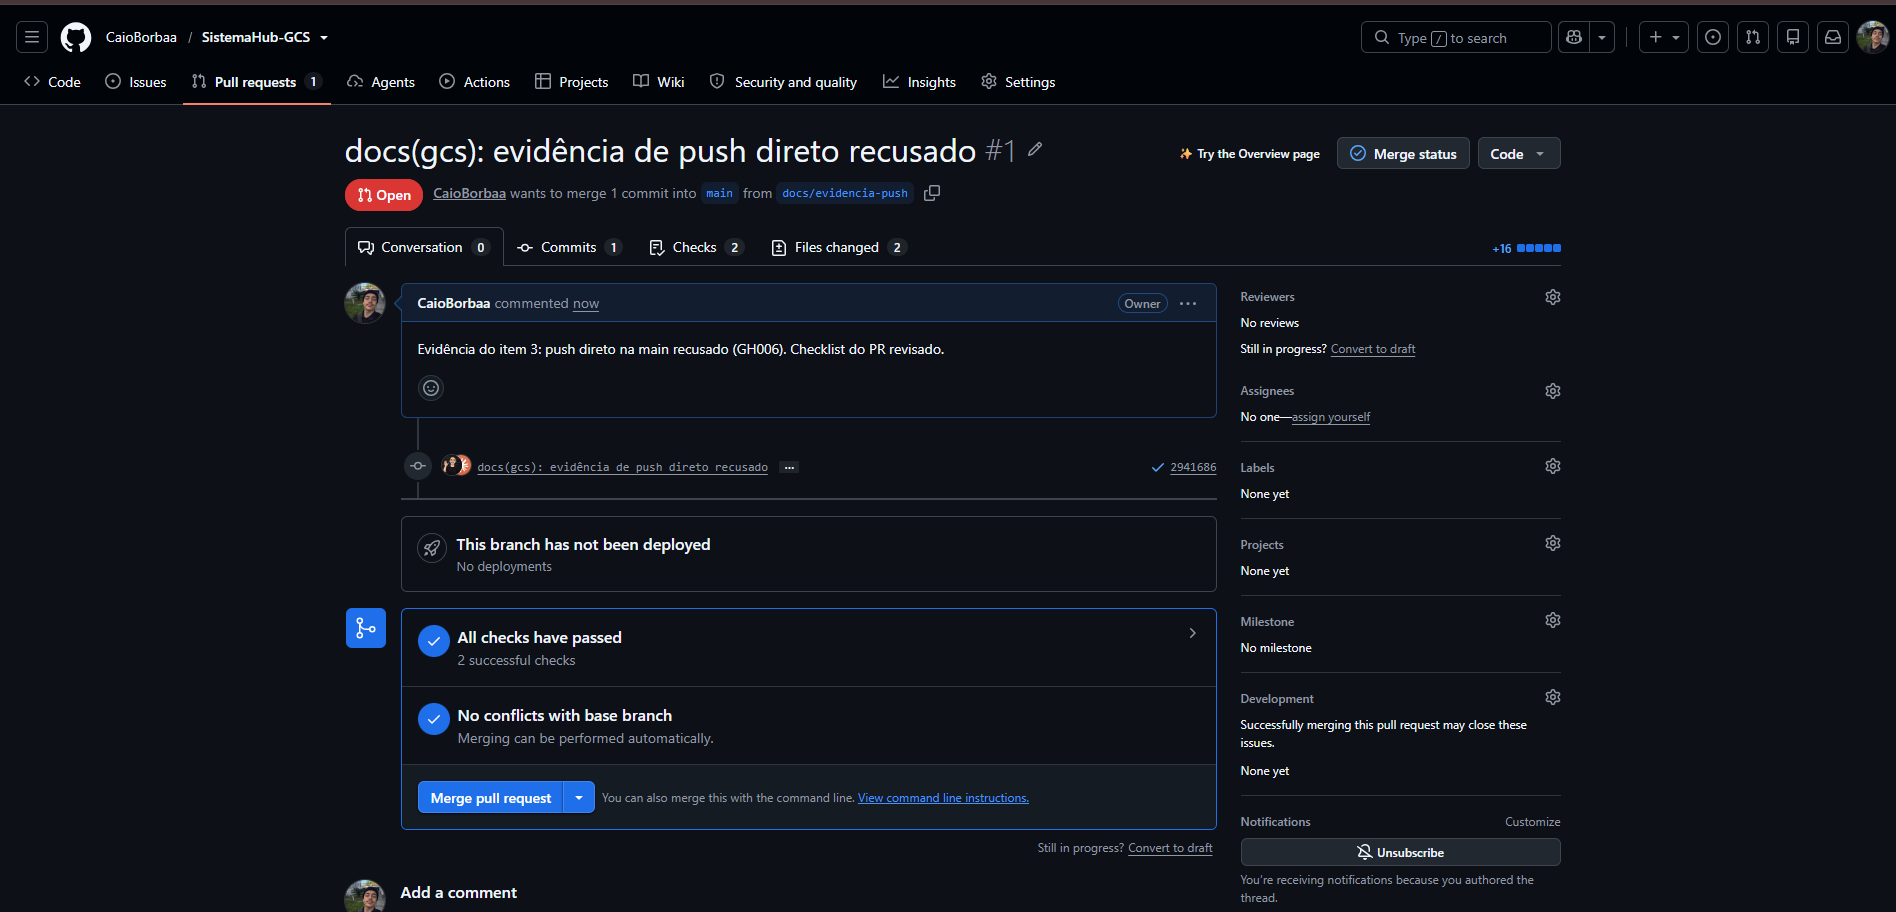 CaioBorbaa / SistemaHub-GCS
Type / to search
Code Issues Pull requests 1 Agents Actions Projects Wiki Security and quality Insights Settings
docs(gcs): evidência de push direto recusado #1
Try the Overview page
Merge status
Code
Open
CaioBorbaa wants to merge 1 commit into main from docs/evidencia-push
Conversation 0 Commits 1 Checks 2 Files changed 2
+16
CaioBorbaa commented now
Owner
Evidência do item 3: push direto na main recusado (GH006). Checklist do PR revisado.
docs(gcs): evidência de push direto recusado ...
2941686
This branch has not been deployed
No deployments
All checks have passed
2 successful checks
No conflicts with base branch
Merging can be performed automatically.
Merge pull request
You can also merge this with the command line. View command line instructions.
Still in progress? Convert to draft
Add a comment
Reviewers
No reviews
Still in progress? Convert to draft
Assignees
No one—assign yourself
Labels
None yet
Projects
None yet
Milestone
No milestone
Development
Successfully merging this pull request may close these
issues.
None yet
Notifications
Customize
Unsubscribe
You're receiving notifications because you authored the
thread.